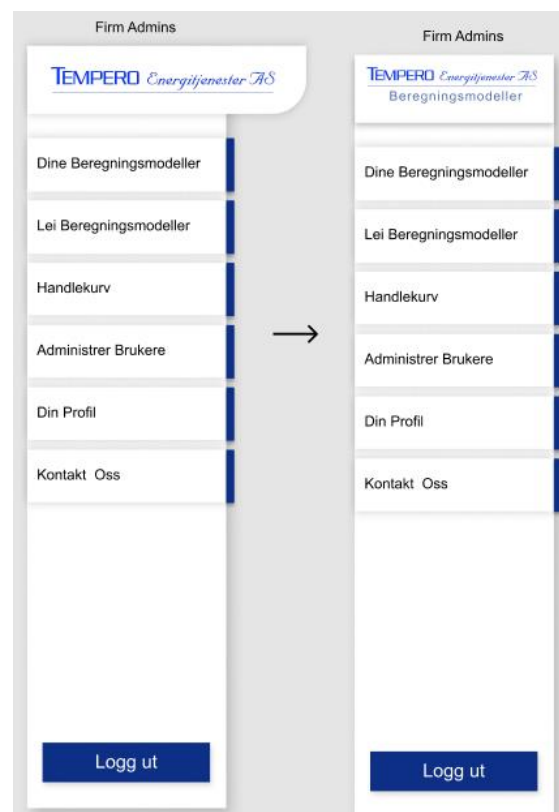 Firm Admins
TEMPERO Energitjenester AS
Dine Beregningsmodeller
Lei Beregningsmodeller
Handlekurv
Administrer Brukere
Din Profil
Kontakt Oss
Logg ut
Firm Admins
TEMPERO Energitjenester AS
Beregningsmodeller
Dine Beregningsmodeller
Lei Beregningsmodeller
Handlekurv
Administrer Brukere
Din Profil
Kontakt Oss
Logg ut